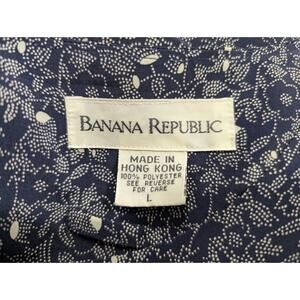 BANANA REPUBLIC
MADE IN
HONG KONG
100% POLYESTER
SEE REVERSE
FOR CARE
L